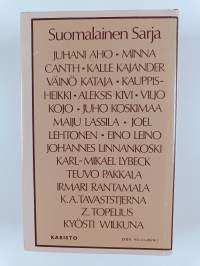 Suomalainen Sarja
JUHANI AHO • MINNA
CANTH • KALLE KAJANDER
VÄINÖ KATAJA • KAUPPIS-
HEIKKI • ALEKSIS KIVI • VILJO
KOJO • JUHO KOSKIMAA
MAIJU LASSILA • JOEL
LEHTONEN • EINO LEINO
JOHANNES LINNANKOSKI
KARL-MIKAEL LYBECK
TEUVO PAKKALA
IRMARI RANTAMALA
K.A.TAVASTSTJERNA
Z. TOPELIUS
KYÖSTI WILKUNA
KARISTO